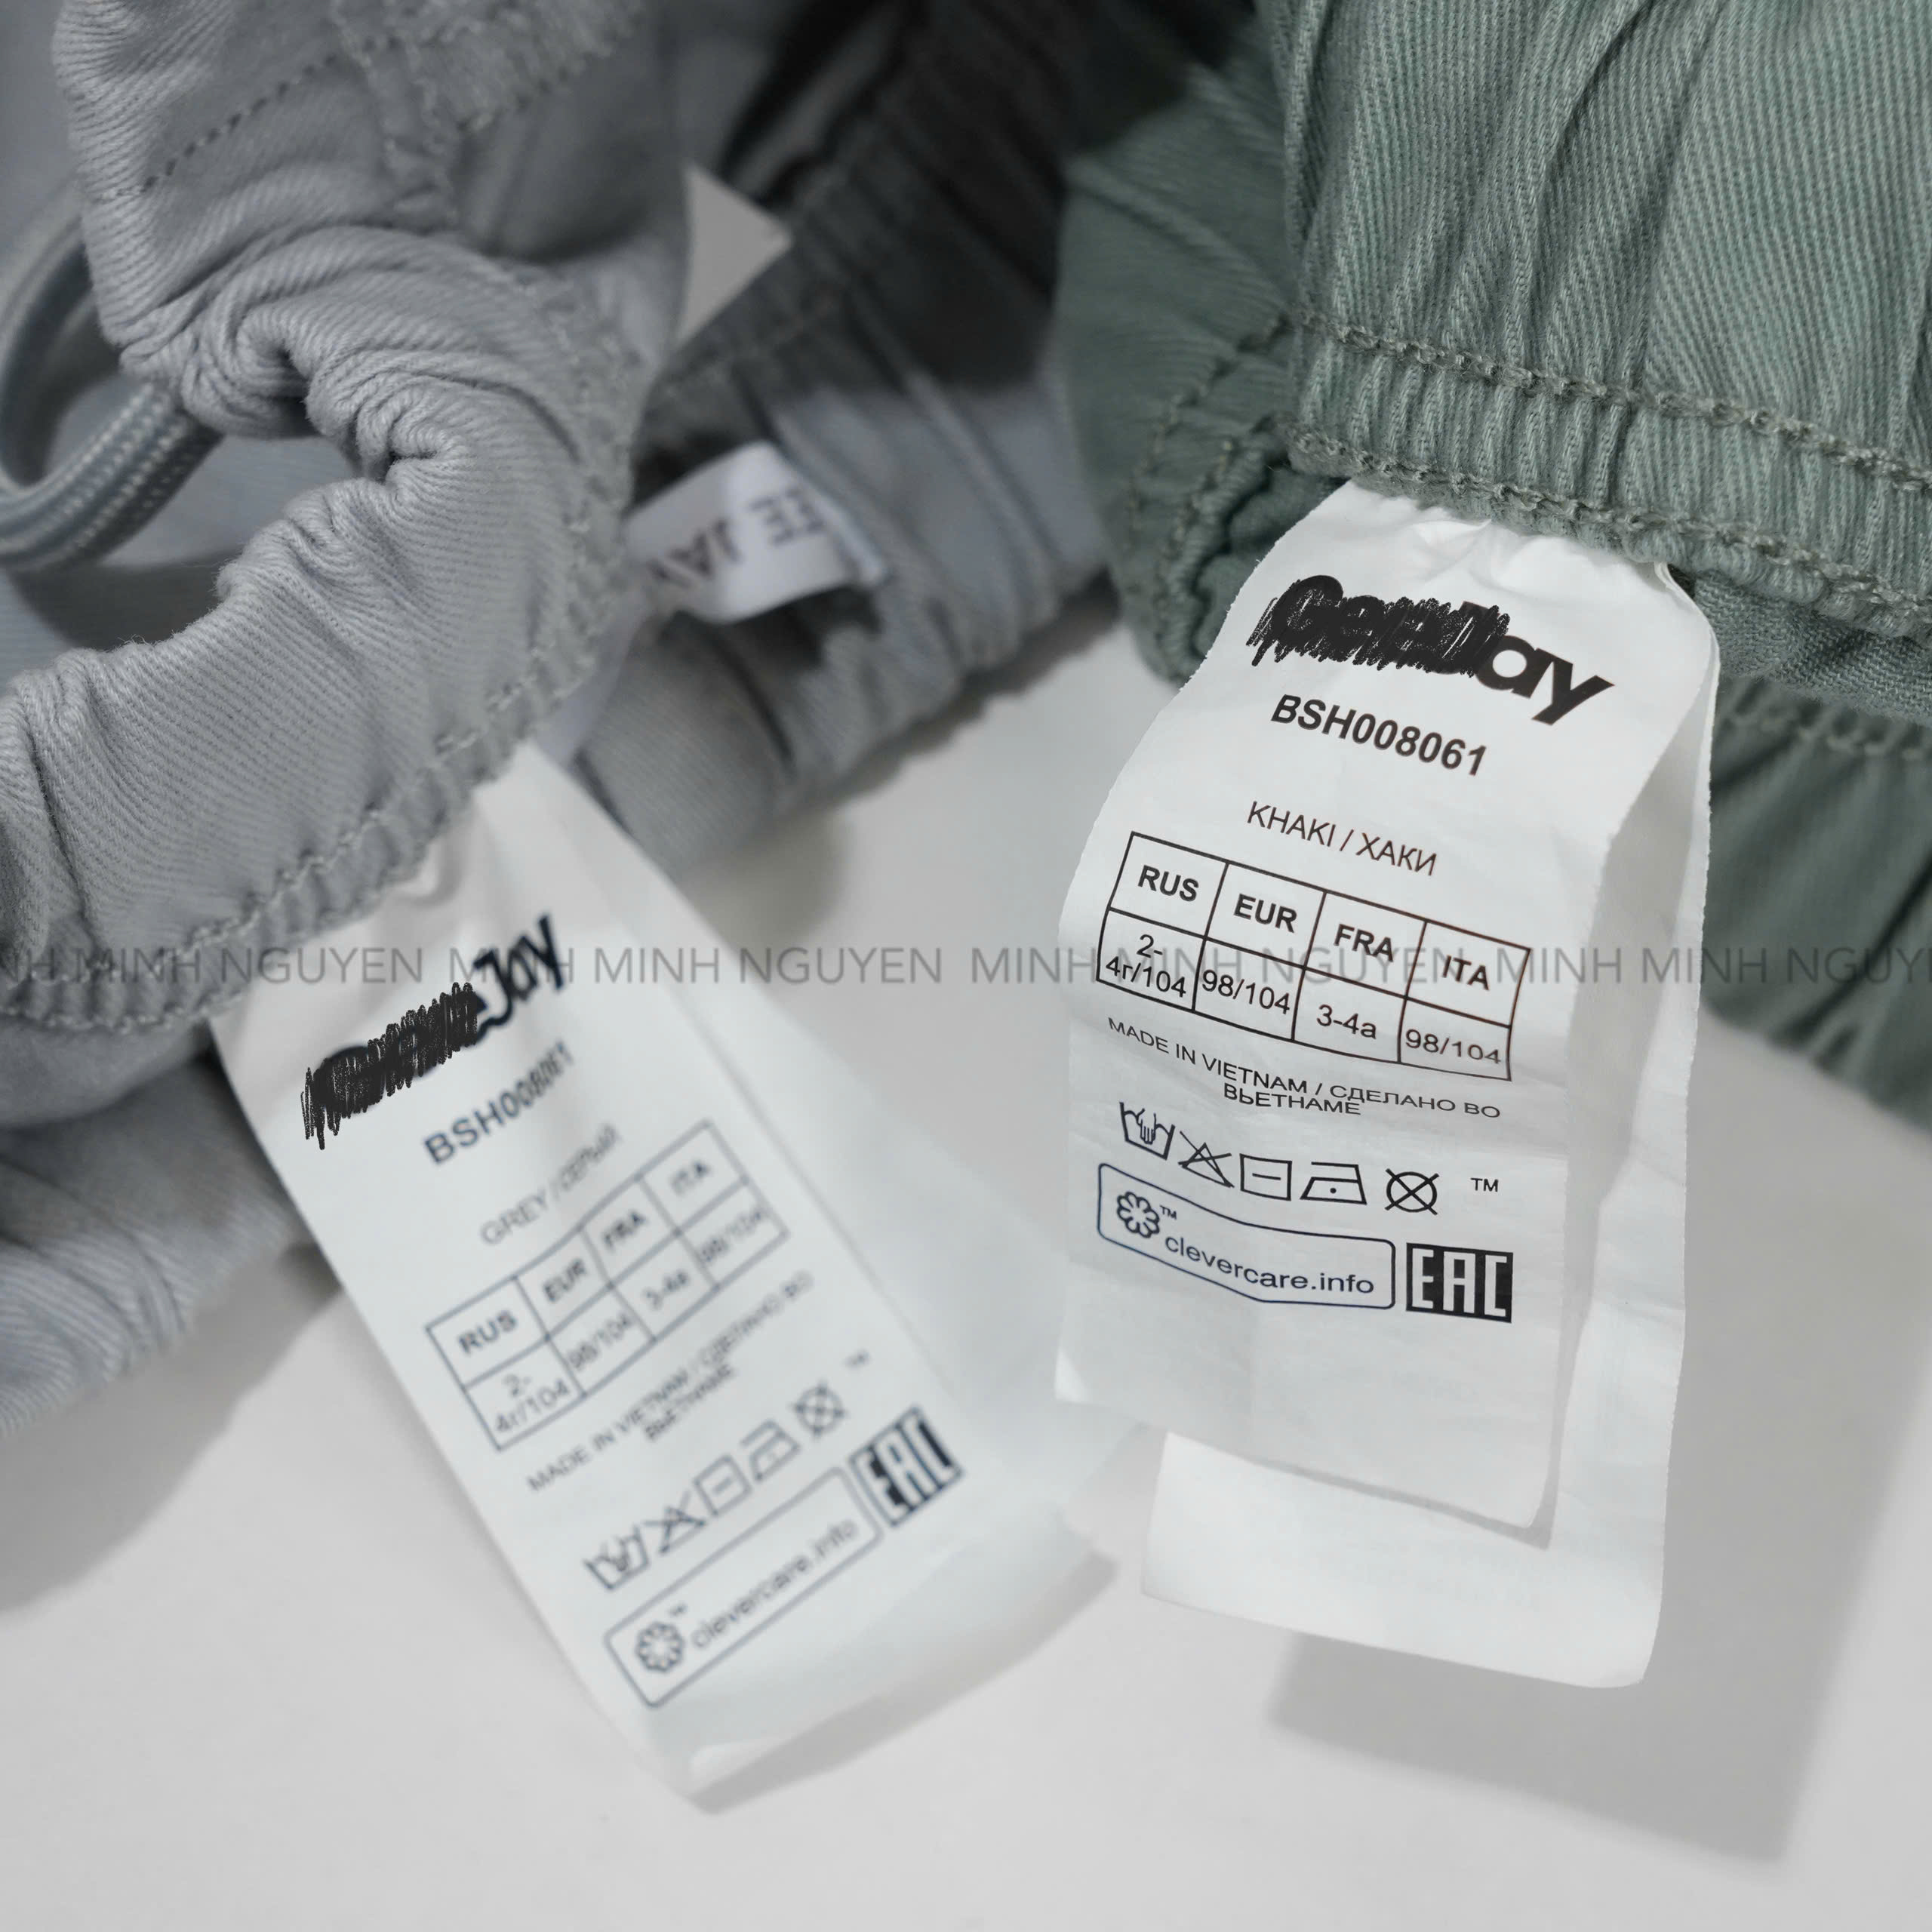 TE JAY
eJay
BSH008061
GREY / СЕРЫЙ
RUS EUR FRA ITA
2-4г/104 98/104 3-4a 98/104
MADE IN VIETNAM / СДЕЛАНО ВО
ВЬЕТНАМЕ
TM
TM
clevercare.info
EAC
GeneJay
BSH008061
KHAKI / ХАКИ
RUS EUR FRA ITA
2-
4г/104 98/104 3-4a 98/104
MADE IN VIETNAM / СДЕЛАНО ВО
ВЬЕТНАМЕ
TM
TM
clevercare.info
EAC
MINH NGUYEN MINH MINH NGUYEN MINH MINH NGUYEN MINH MINH NGUY